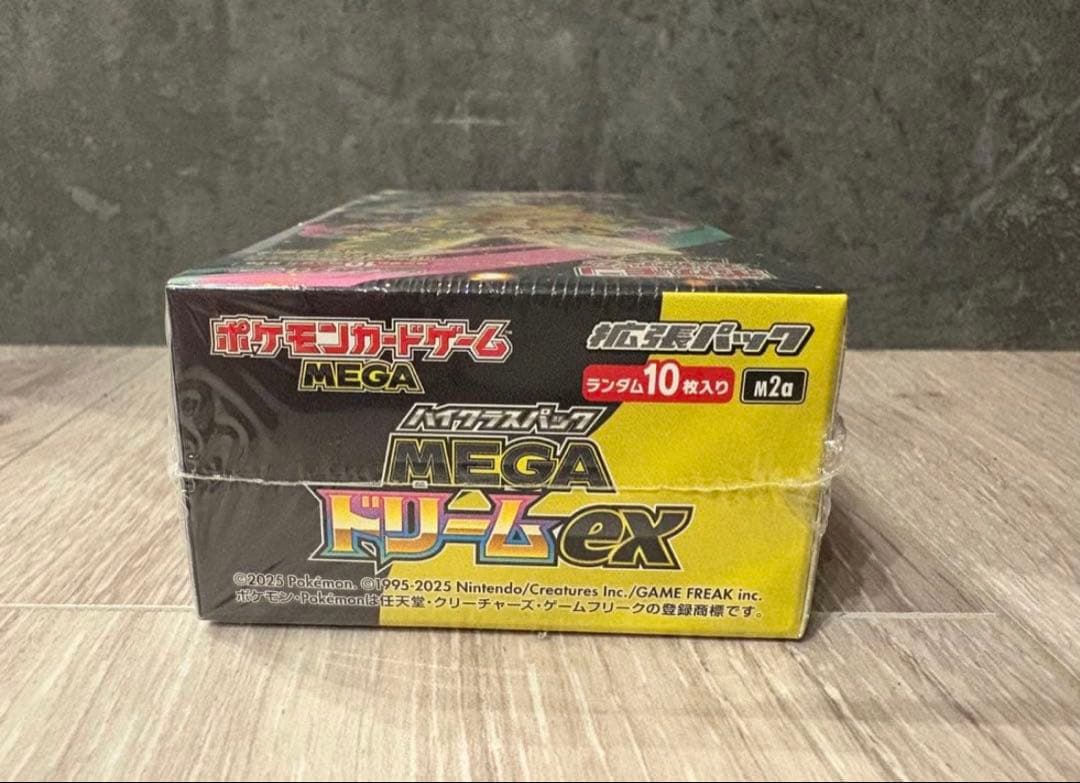 ポケモンカードゲーム
MEGA
拡張パック
ランダム10枚入り
M2a
ハイクラスパック
MEGA
ドリームex
©2025 Pokémon. ©1995-2025 Nintendo/Creatures Inc./GAME FREAK inc.
ポケモン・Pokémonは任天堂・クリーチャーズ・ゲームフリークの登録商標です。